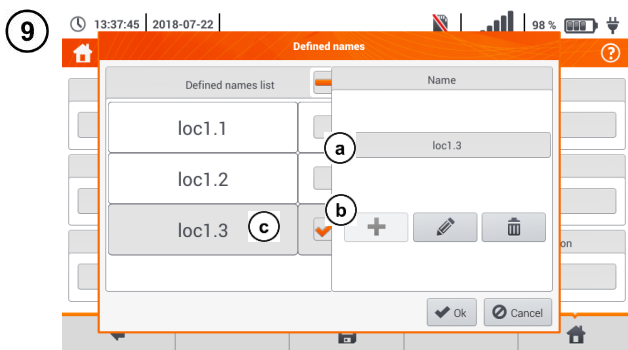 9
13:37:45 2018-07-22
98 %
Defined names
?
Defined names list
Name
loc1.1
a
loc1.3
loc1.2
b
loc1.3
c
on
Ok
Cancel